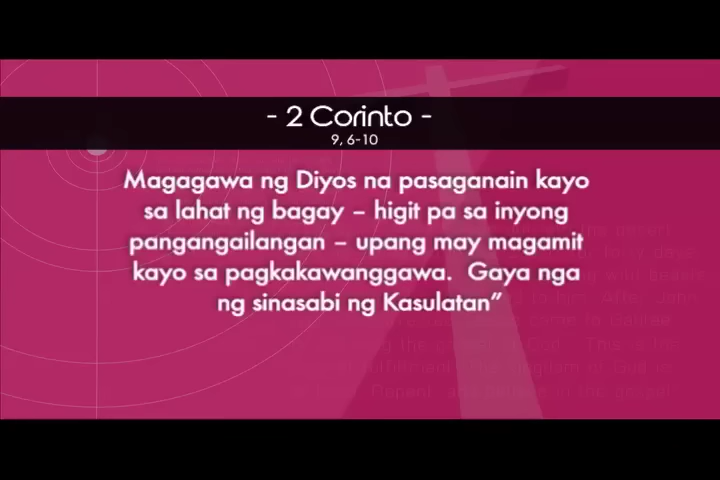 - 2 Corinto -
9, 6-10
Magagawa ng Diyos na pasaganain kayo
sa lahat ng bagay – higit pa sa inyong
pangangailangan – upang may magamit
kayo sa pagkakawanggawa. Gaya nga
ng sinasabi ng Kasulatan”